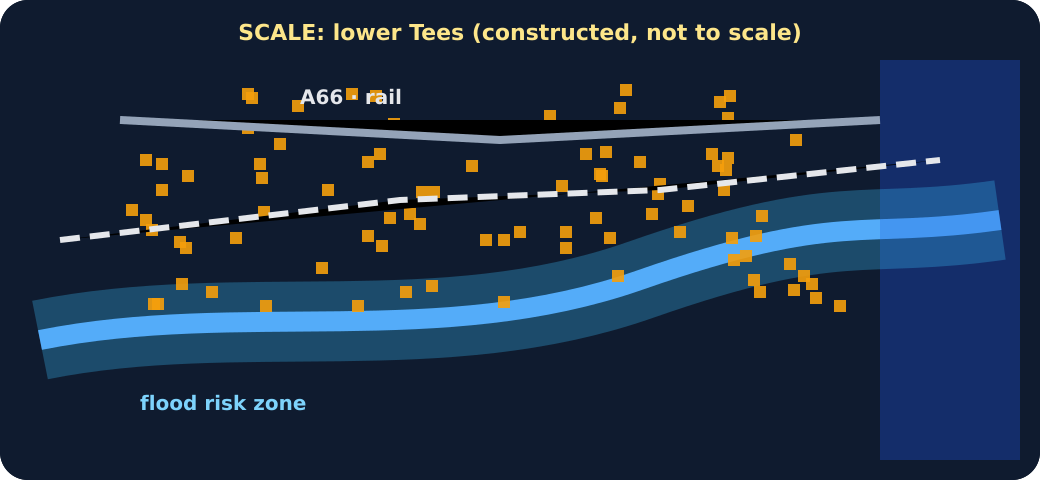 SCALE: lower Tees (constructed, not to scale)
A66 · rail
flood risk zone